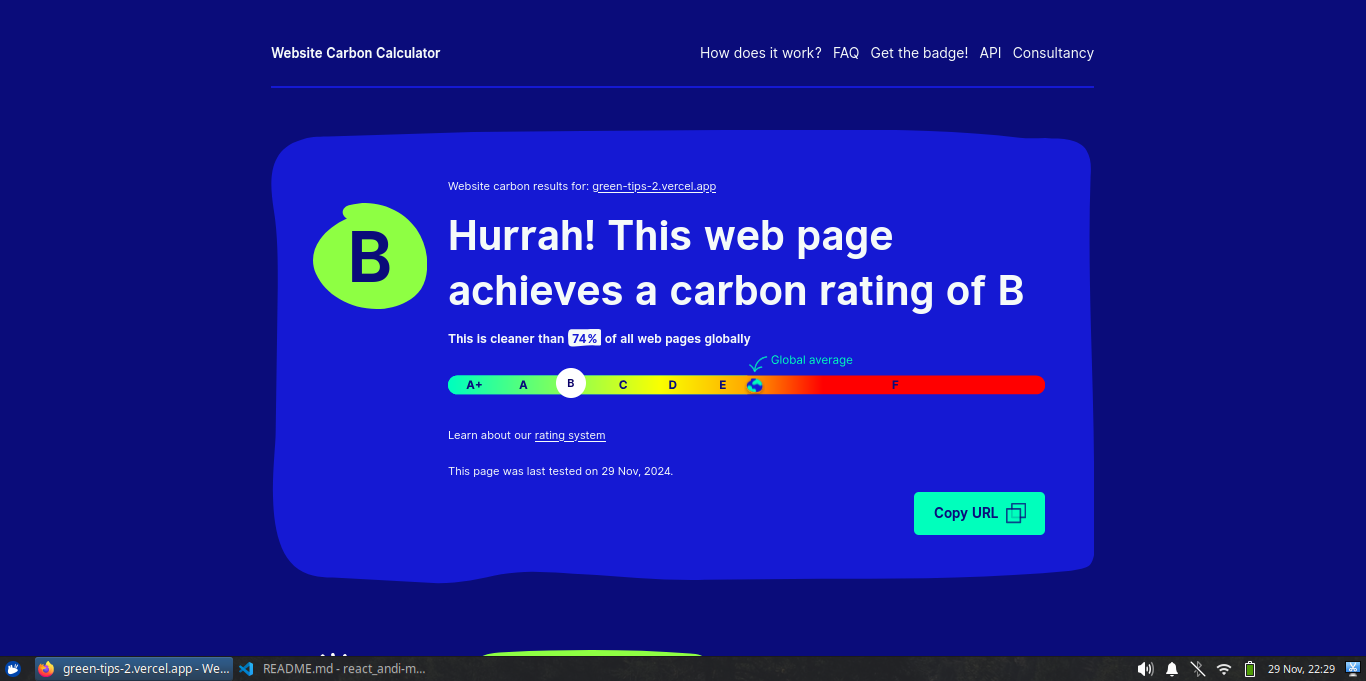 Website Carbon Calculator
How does it work? FAQ Get the badge! API Consultancy
Website carbon results for: green-tips-2.vercel.app
B
Hurrah! This web page
achieves a carbon rating of B
This is cleaner than 74% of all web pages globally
Global average
A+ A B C D E F
Learn about our rating system
This page was last tested on 29 Nov, 2024.
Copy URL
green-tips-2.vercel.app - We... README.md - react_andi-m... 29 Nov, 22:29